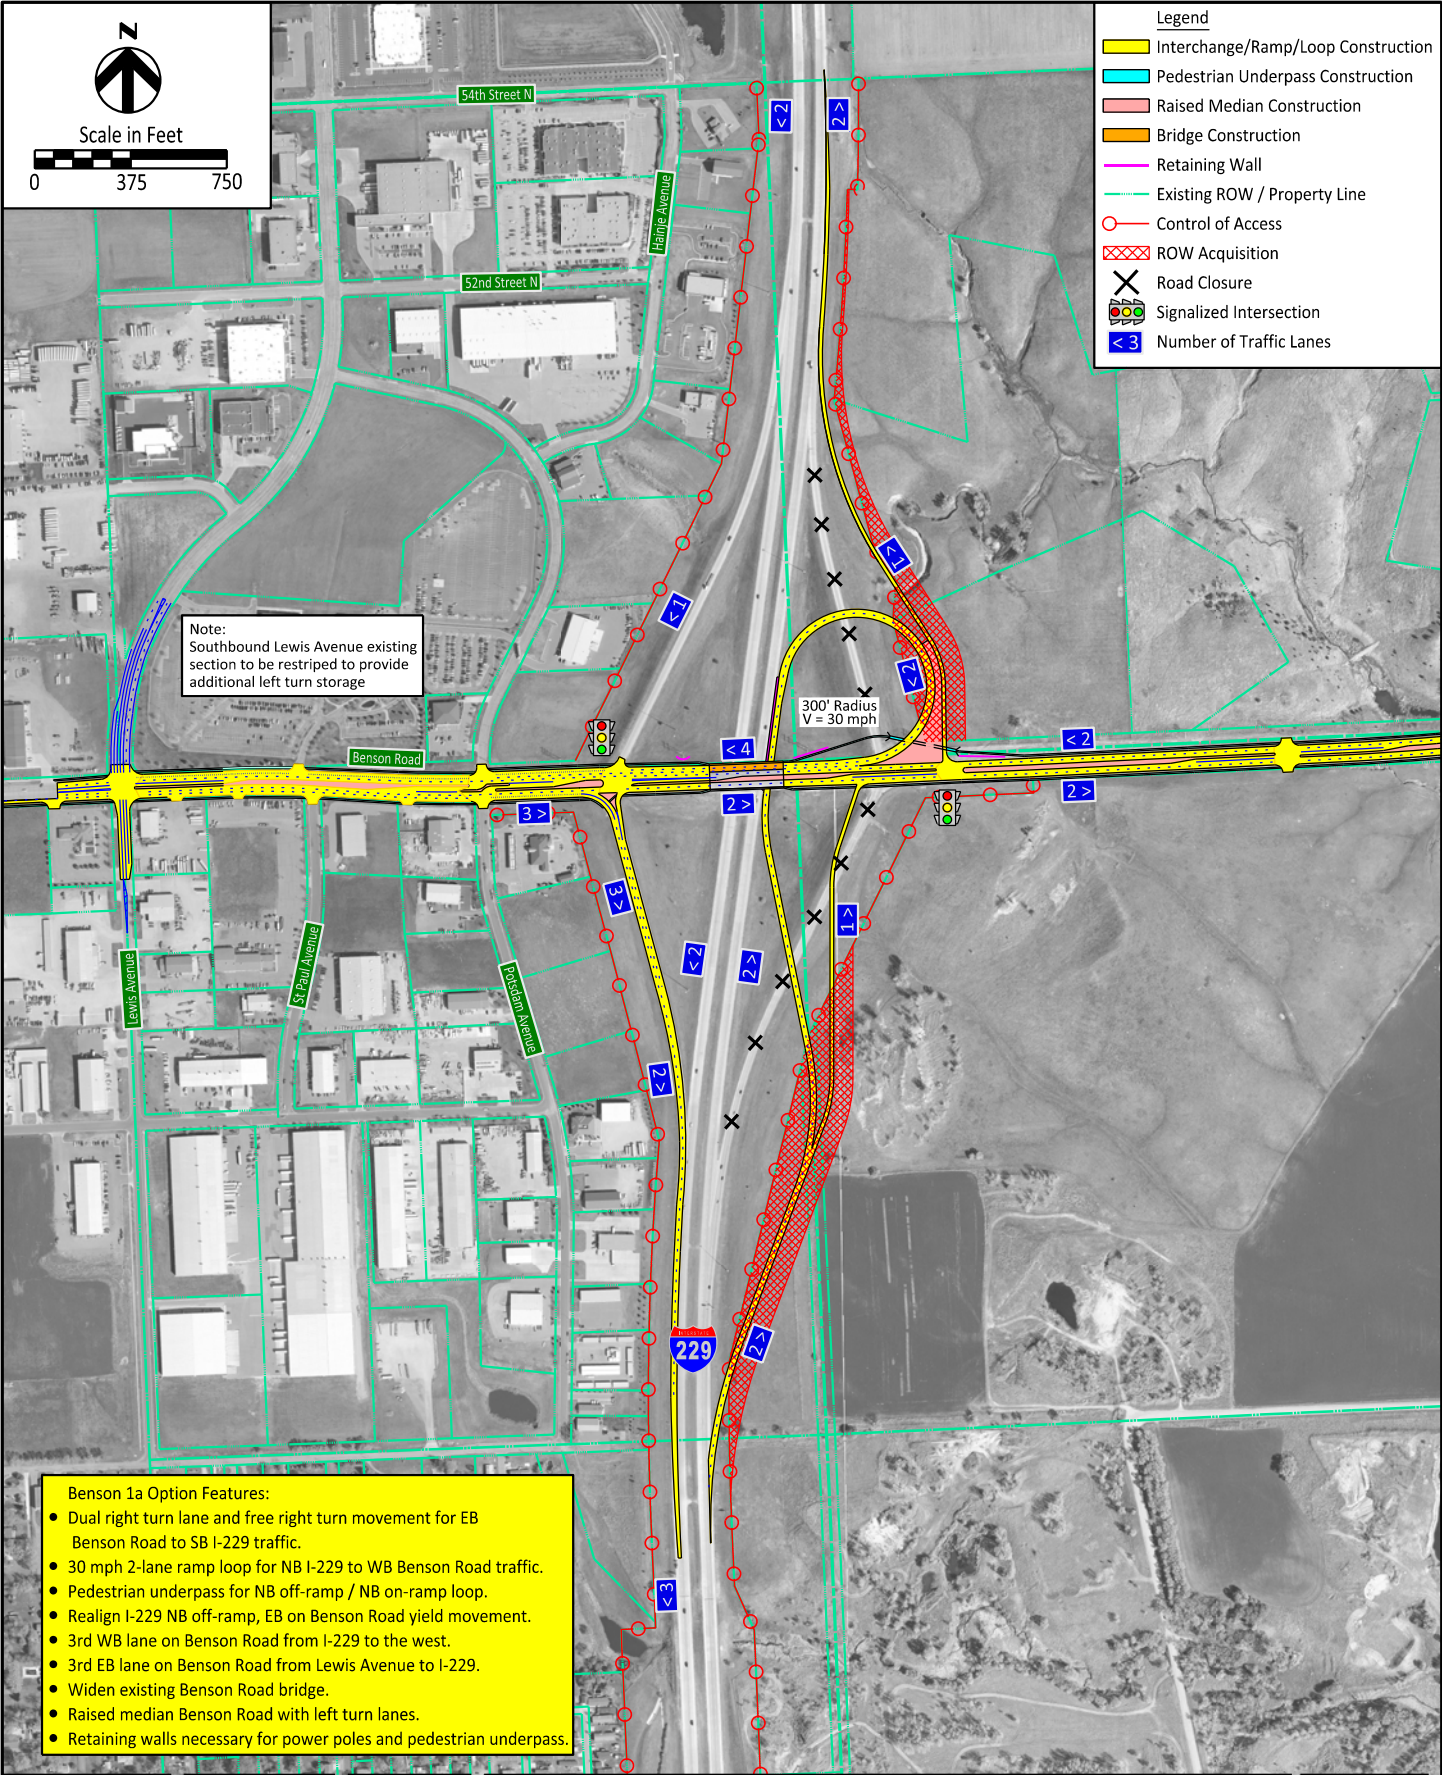 N
Scale in Feet
0 375 750
Legend
Interchange/Ramp/Loop Construction
Pedestrian Underpass Construction
Raised Median Construction
Bridge Construction
Retaining Wall
Existing ROW / Property Line
Control of Access
ROW Acquisition
Road Closure
Signalized Intersection
< 3 Number of Traffic Lanes
54th Street N
< 2
2 >
Hainje Avenue
52nd Street N
< 1
< 1
Note:
Southbound Lewis Avenue existing
section to be restriped to provide
additional left turn storage
< 2
300' Radius
V = 30 mph
Benson Road
< 4
< 2
2 >
2 >
3 >
3 >
1 >
< 2
2 >
Lewis Avenue
St Paul Avenue
Potsdam Avenue
2 >
INTERSTATE
229
2 >
< 3
Benson 1a Option Features:
• Dual right turn lane and free right turn movement for EB
Benson Road to SB I-229 traffic.
• 30 mph 2-lane ramp loop for NB I-229 to WB Benson Road traffic.
• Pedestrian underpass for NB off-ramp / NB on-ramp loop.
• Realign I-229 NB off-ramp, EB on Benson Road yield movement.
• 3rd WB lane on Benson Road from I-229 to the west.
• 3rd EB lane on Benson Road from Lewis Avenue to I-229.
• Widen existing Benson Road bridge.
• Raised median Benson Road with left turn lanes.
• Retaining walls necessary for power poles and pedestrian underpass.